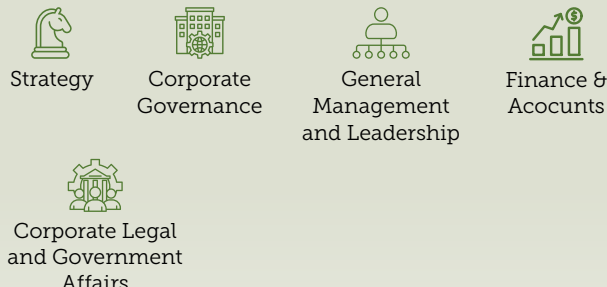 Strategy
Corporate
Governance
General
Management
and Leadership
Finance &
Acocunts
$
Corporate Legal
and Government
Affairs